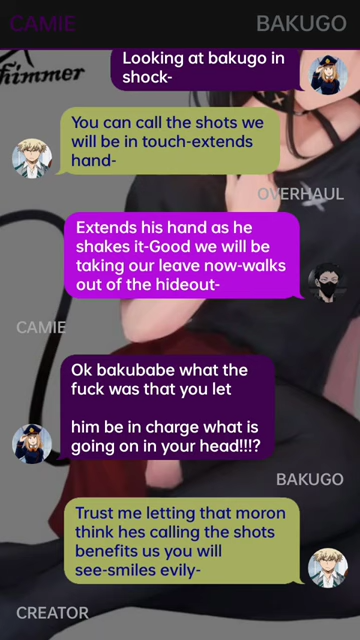 CAMIE
BAKUGO
Looking at bakugo in
shock-
himmer
You can call the shots we
will be in touch-extends
hand-
OVERHAUL
Extends his hand as he
shakes it-Good we will be
taking our leave now-walks
out of the hideout-
CAMIE
Ok bakubabe what the
fuck was that you let
him be in charge what is
going on in your head!!!?
BAKUGO
Trust me letting that moron
think hes calling the shots
benefits us you will
see-smiles evily-
CREATOR